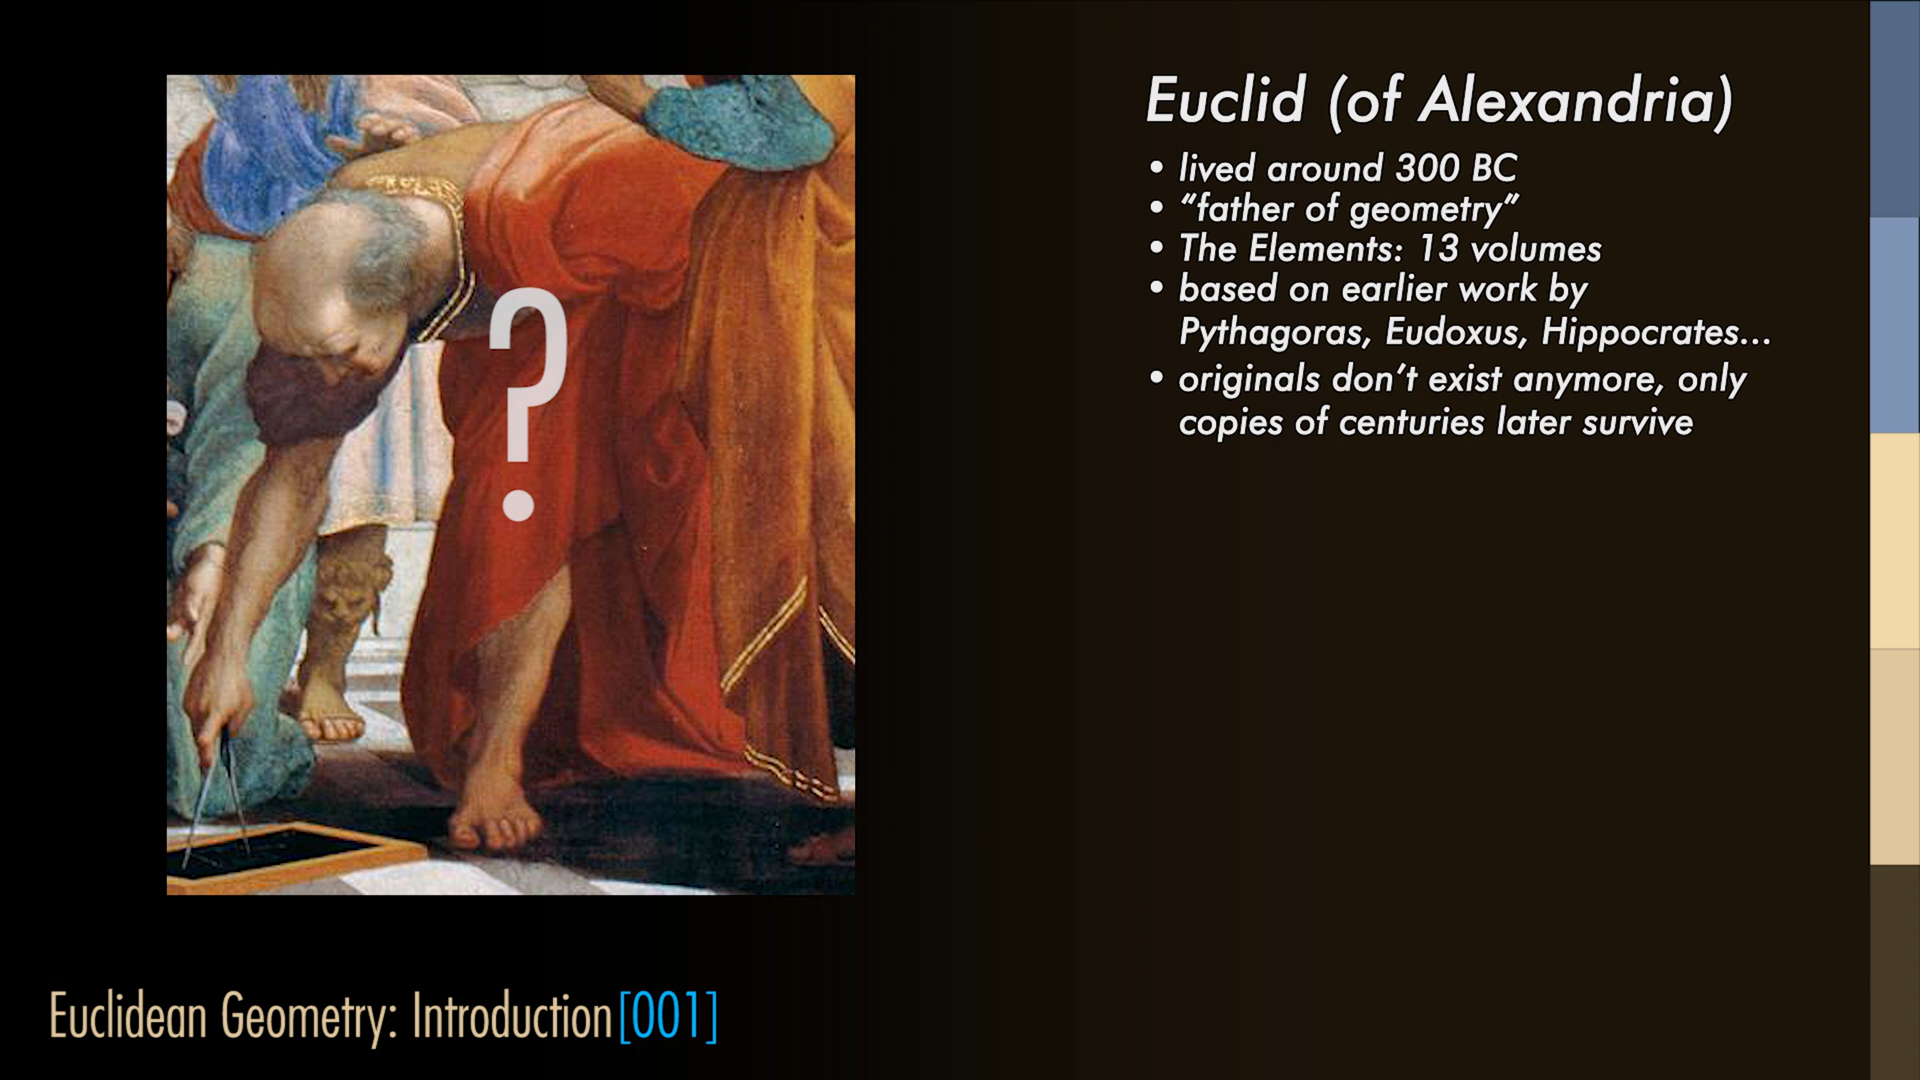 Euclid (of Alexandria)
• lived around 300 BC
• “father of geometry”
• The Elements: 13 volumes
• based on earlier work by
Pythagoras, Eudoxus, Hippocrates...
• originals don’t exist anymore, only
copies of centuries later survive
?
Euclidean Geometry: Introduction[001]